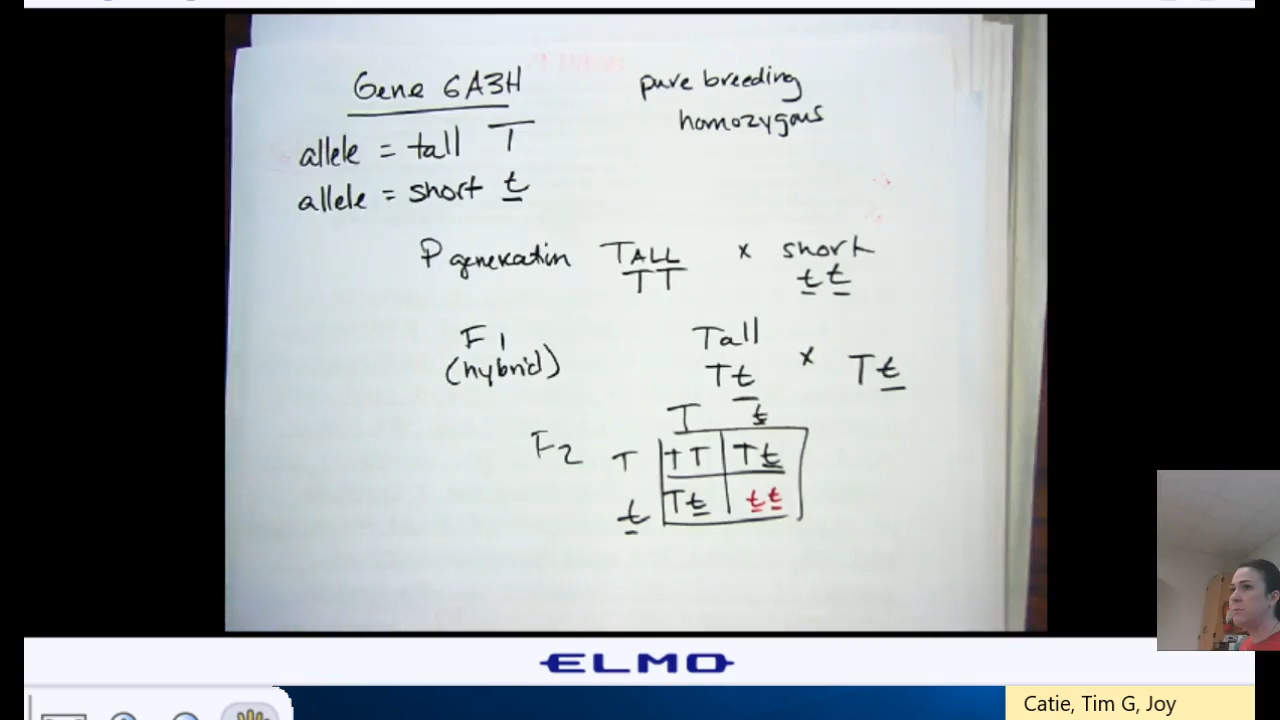 Gene GA3H
allele = tall T
allele = short t
pure breeding
homozygous
P generation TALL x short
TT tt
F1 Tall
(hybrid) Tt x Tt
T t
F2 T TT Tt
t Tt tt
ELMO
Catie, Tim G, Joy